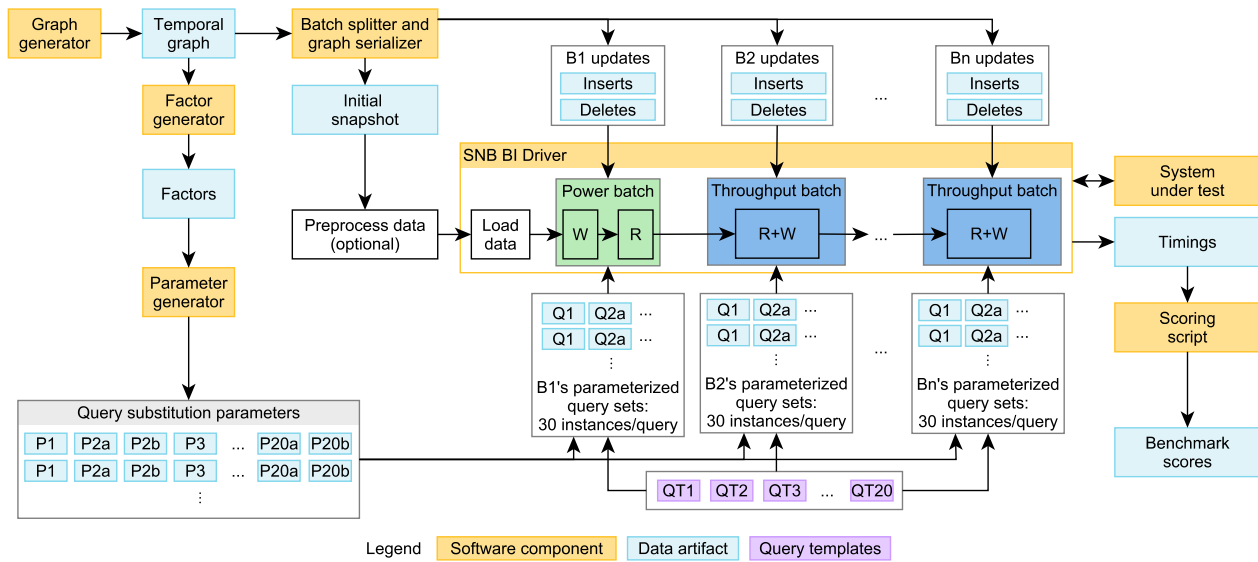 Graph
generator
Temporal
graph
Batch splitter and
graph serializer
B1 updates
Inserts
Deletes
B2 updates
Inserts
Deletes
...
Bn updates
Inserts
Deletes
Factor
generator
Initial
snapshot
Factors
Preprocess data
(optional)
SNB BI Driver
Load
data
Power batch
W
R
Throughput batch
R+W
...
Throughput batch
R+W
System
under test
Timings
Parameter
generator
Scoring
script
Benchmark
scores
Q1 Q2a ...
Q1 Q2a ...
⋮
B1's parameterized
query sets:
30 instances/query
Q1 Q2a ...
Q1 Q2a ...
⋮
B2's parameterized
query sets:
30 instances/query
...
Q1 Q2a ...
Q1 Q2a ...
⋮
Bn's parameterized
query sets:
30 instances/query
Query substitution parameters
P1 P2a P2b P3 ... P20a P20b
P1 P2a P2b P3 ... P20a P20b
⋮
QT1 QT2 QT3 ... QT20
Legend Software component Data artifact Query templates